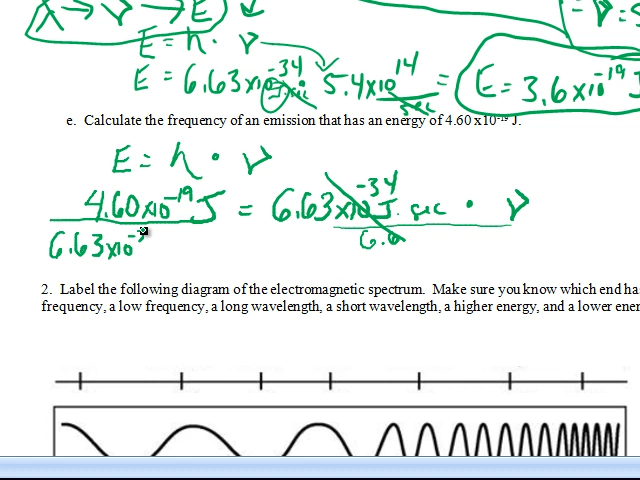 λ → ν → E
= ν =
E = h · ν
E = 6.63x10⁻³⁴ J·sec 5.4x10¹⁴ /sec = E = 3.6x10⁻¹⁹ J
e. Calculate the frequency of an emission that has an energy of 4.60 x10⁻¹⁹ J.
E = h · ν
4.60x10⁻¹⁹ J = 6.63x10⁻³⁴ J·sec · ν
6.63x10⁻³ 6.6
2. Label the following diagram of the electromagnetic spectrum. Make sure you know which end ha
frequency, a low frequency, a long wavelength, a short wavelength, a higher energy, and a lower ener